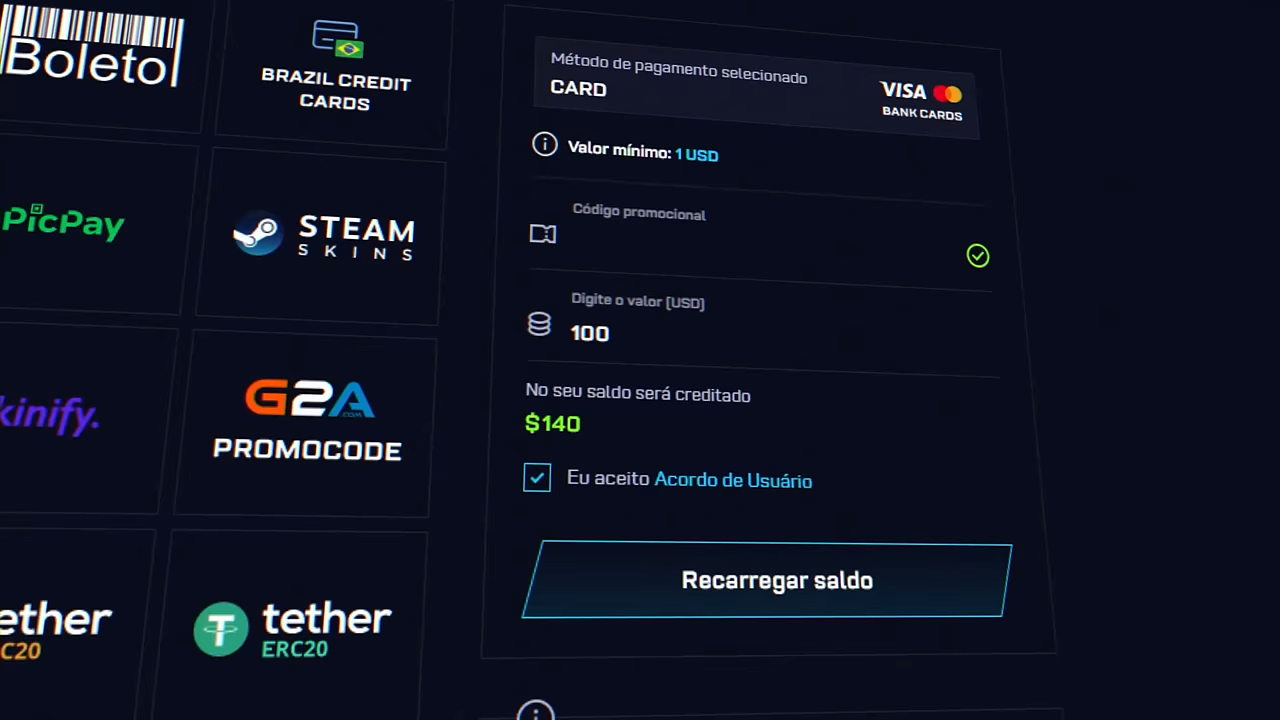 Boleto
BRAZIL CREDIT
CARDS
PicPay
STEAM
SKINS
kinify.
G2A
.COM
PROMOCODE
ether
C20
tether
ERC20
Método de pagamento selecionado
CARD
VISA
BANK CARDS
Valor mínimo: 1 USD
Código promocional
Digite o valor (USD)
100
No seu saldo será creditado
$140
Eu aceito Acordo de Usuário
Recarregar saldo